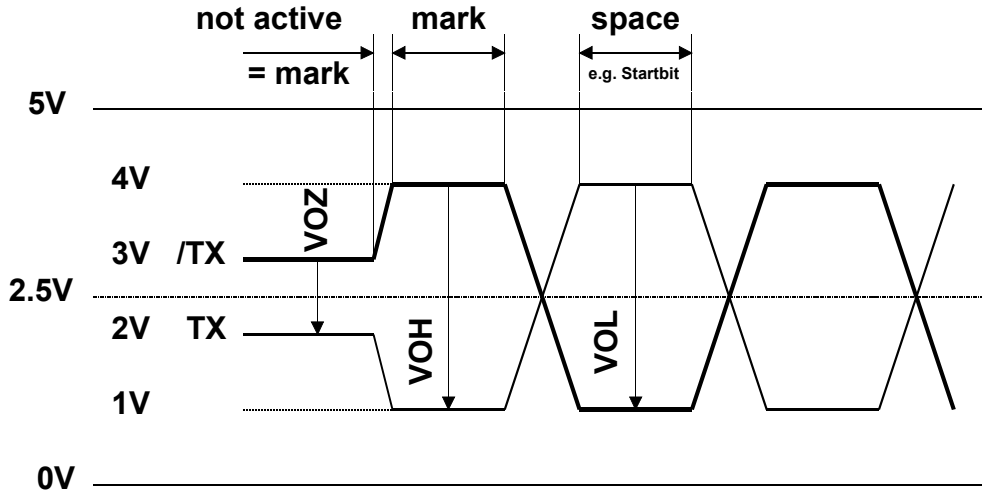 not active mark space
= mark e.g. Startbit
5V
4V
VOZ
3V /TX
2.5V
2V TX
VOH VOL
1V
0V